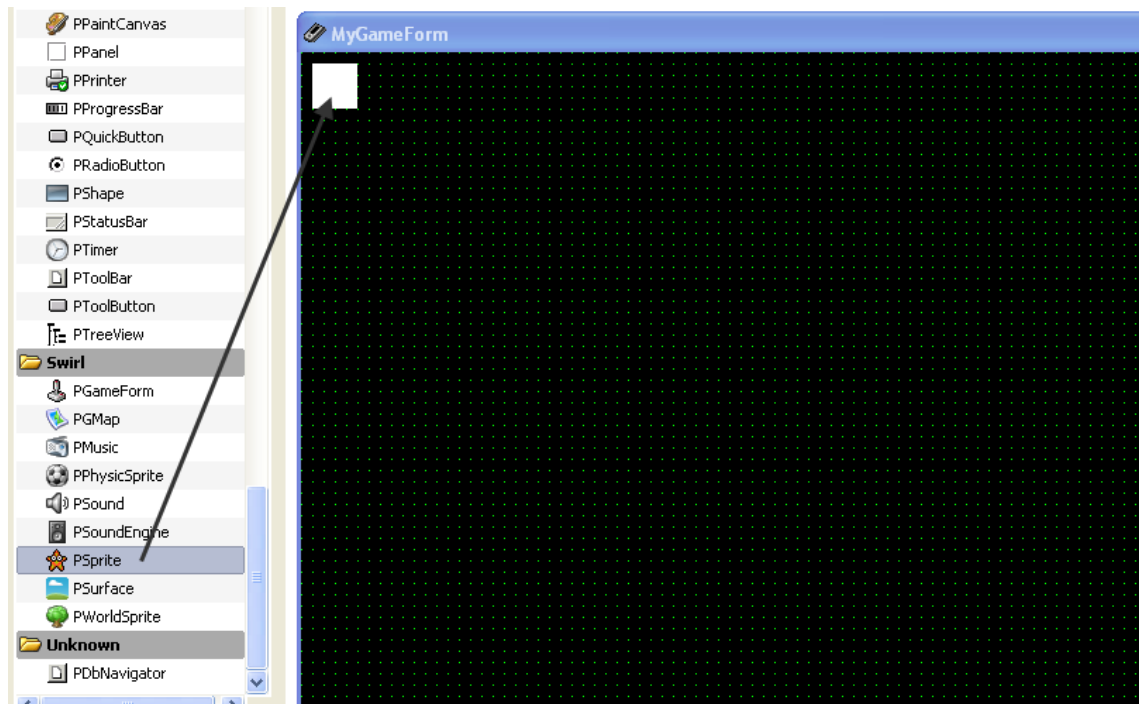 PPaintCanvas
PPanel
PPrinter
PProgressBar
PQuickButton
PRadioButton
PShape
PStatusBar
PTimer
PToolBar
PToolButton
PTreeView
Swirl
PGameForm
PGMap
PMusic
PPhysicSprite
PSound
PSoundEngine
PSprite
PSurface
PWorldSprite
Unknown
PDbNavigator
MyGameForm